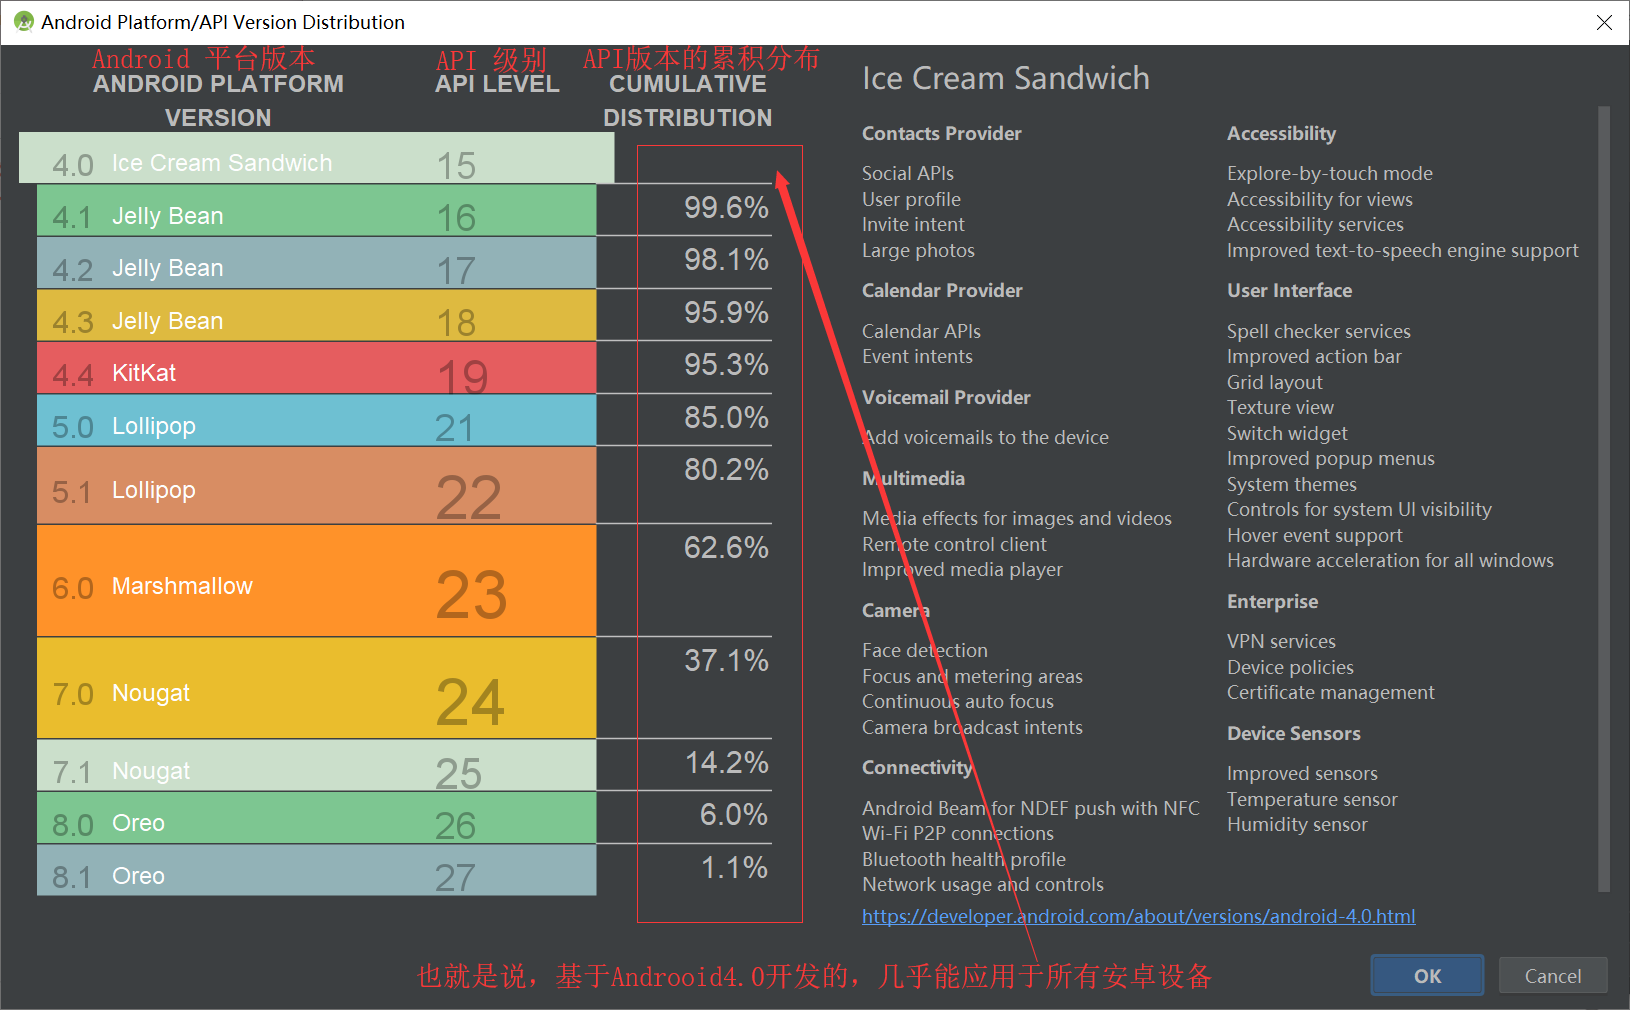 Android Platform/API Version Distribution
Android 平台版本
API 级别
API版本的累积分布
ANDROID PLATFORM
VERSION
API LEVEL
CUMULATIVE
DISTRIBUTION
4.0 Ice Cream Sandwich 15
4.1 Jelly Bean 16 99.6%
4.2 Jelly Bean 17 98.1%
4.3 Jelly Bean 18 95.9%
4.4 KitKat 19 95.3%
5.0 Lollipop 21 85.0%
5.1 Lollipop 22 80.2%
6.0 Marshmallow 23 62.6%
7.0 Nougat 24 37.1%
7.1 Nougat 25 14.2%
8.0 Oreo 26 6.0%
8.1 Oreo 27 1.1%
Ice Cream Sandwich
Contacts Provider
Social APIs
User profile
Invite intent
Large photos
Calendar Provider
Calendar APIs
Event intents
Voicemail Provider
Add voicemails to the device
Multimedia
Media effects for images and videos
Remote control client
Improved media player
Camera
Face detection
Focus and metering areas
Continuous auto focus
Camera broadcast intents
Connectivity
Android Beam for NDEF push with NFC
Wi-Fi P2P connections
Bluetooth health profile
Network usage and controls
Accessibility
Explore-by-touch mode
Accessibility for views
Accessibility services
Improved text-to-speech engine support
User Interface
Spell checker services
Improved action bar
Grid layout
Texture view
Switch widget
Improved popup menus
System themes
Controls for system UI visibility
Hover event support
Hardware acceleration for all windows
Enterprise
VPN services
Device policies
Certificate management
Device Sensors
Improved sensors
Temperature sensor
Humidity sensor
https://developer.android.com/about/versions/android-4.0.html
也就是说，基于Androoid4.0开发的，几乎能应用于所有安卓设备
OK
Cancel